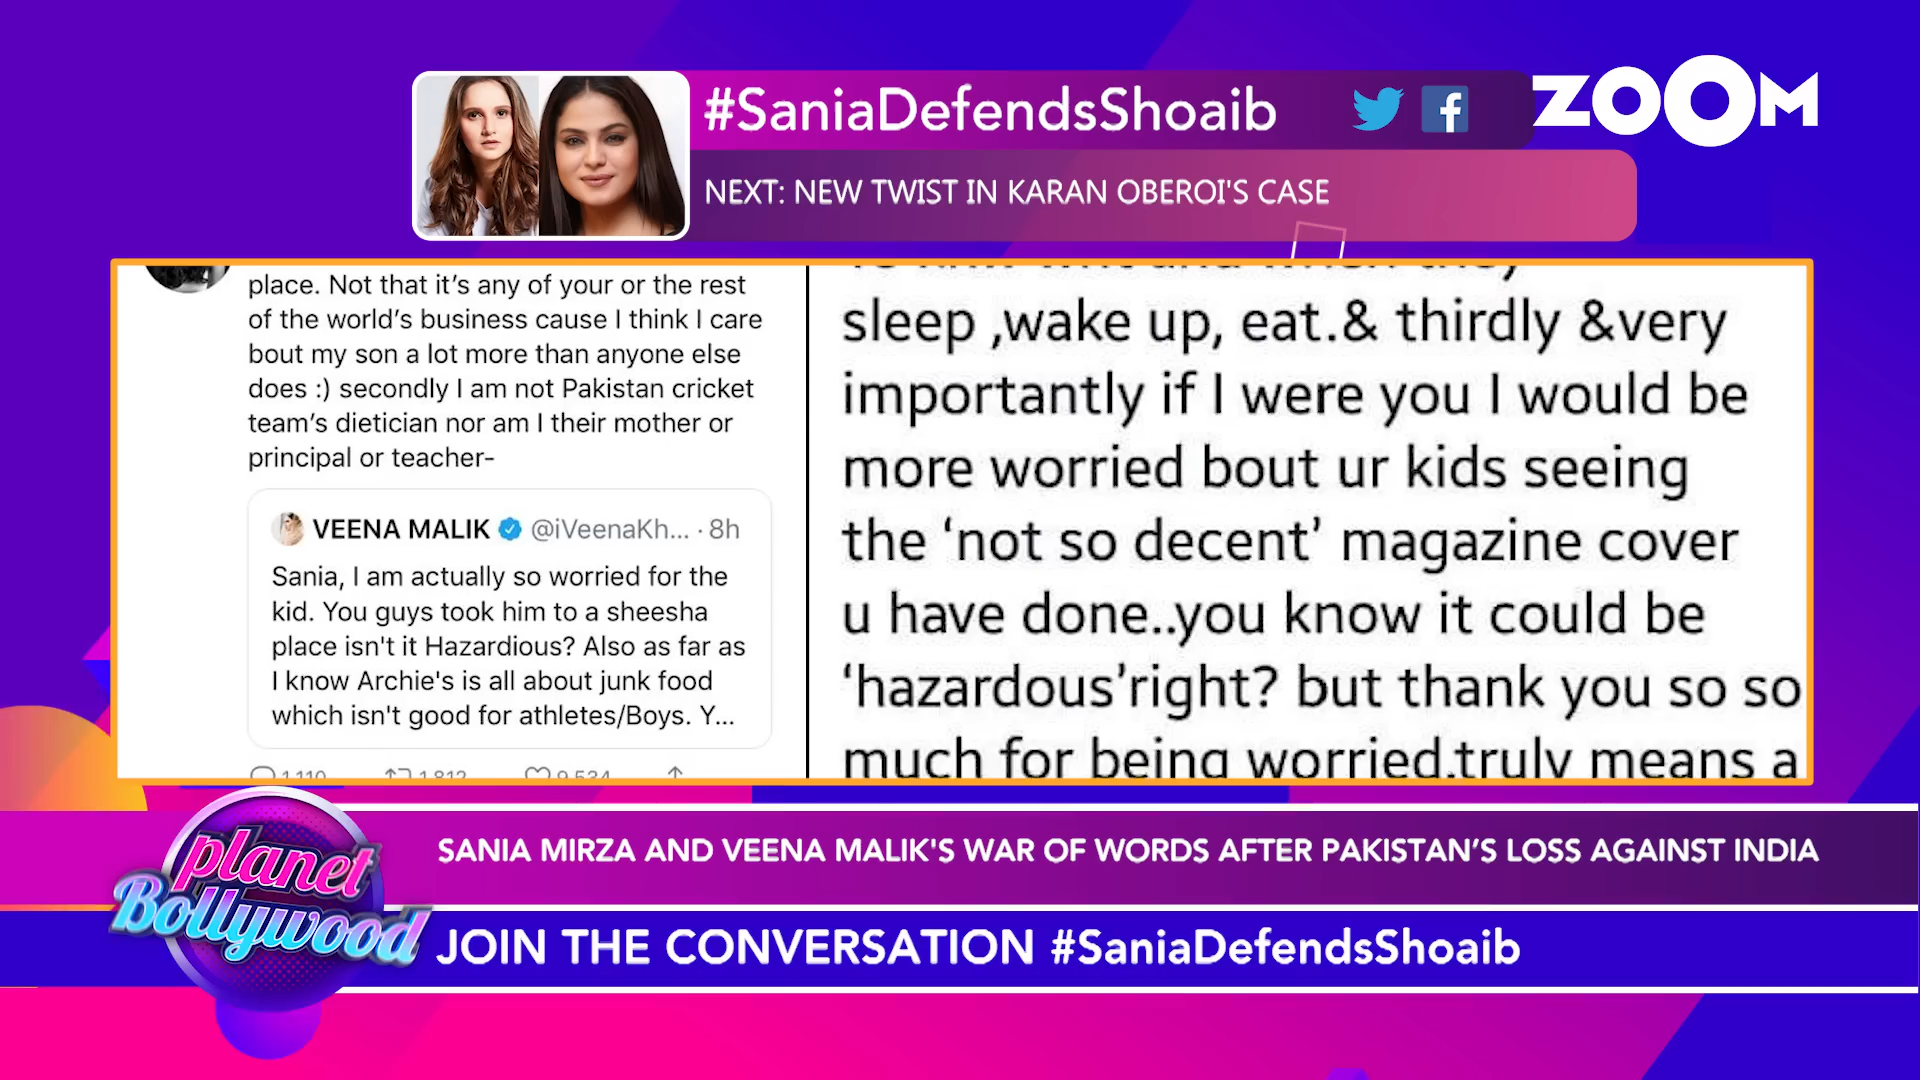 #SaniaDefendsShoaib
ZOOM
NEXT: NEW TWIST IN KARAN OBEROI'S CASE
place. Not that it’s any of your or the rest
of the world’s business cause I think I care
bout my son a lot more than anyone else
does :) secondly I am not Pakistan cricket
team’s dietician nor am I their mother or
principal or teacher-
VEENA MALIK @iVeenaKh... · 8h
Sania, I am actually so worried for the
kid. You guys took him to a sheesha
place isn't it Hazardious? Also as far as
I know Archie's is all about junk food
which isn't good for athletes/Boys. Y...
1,110 1,812 9,534
they
sleep ,wake up, eat.& thirdly &very
importantly if I were you I would be
more worried bout ur kids seeing
the ‘not so decent’ magazine cover
u have done..you know it could be
‘hazardous’right? but thank you so so
much for being worried.truly means a
planet
Bollywood
SANIA MIRZA AND VEENA MALIK'S WAR OF WORDS AFTER PAKISTAN’S LOSS AGAINST INDIA
JOIN THE CONVERSATION #SaniaDefendsShoaib